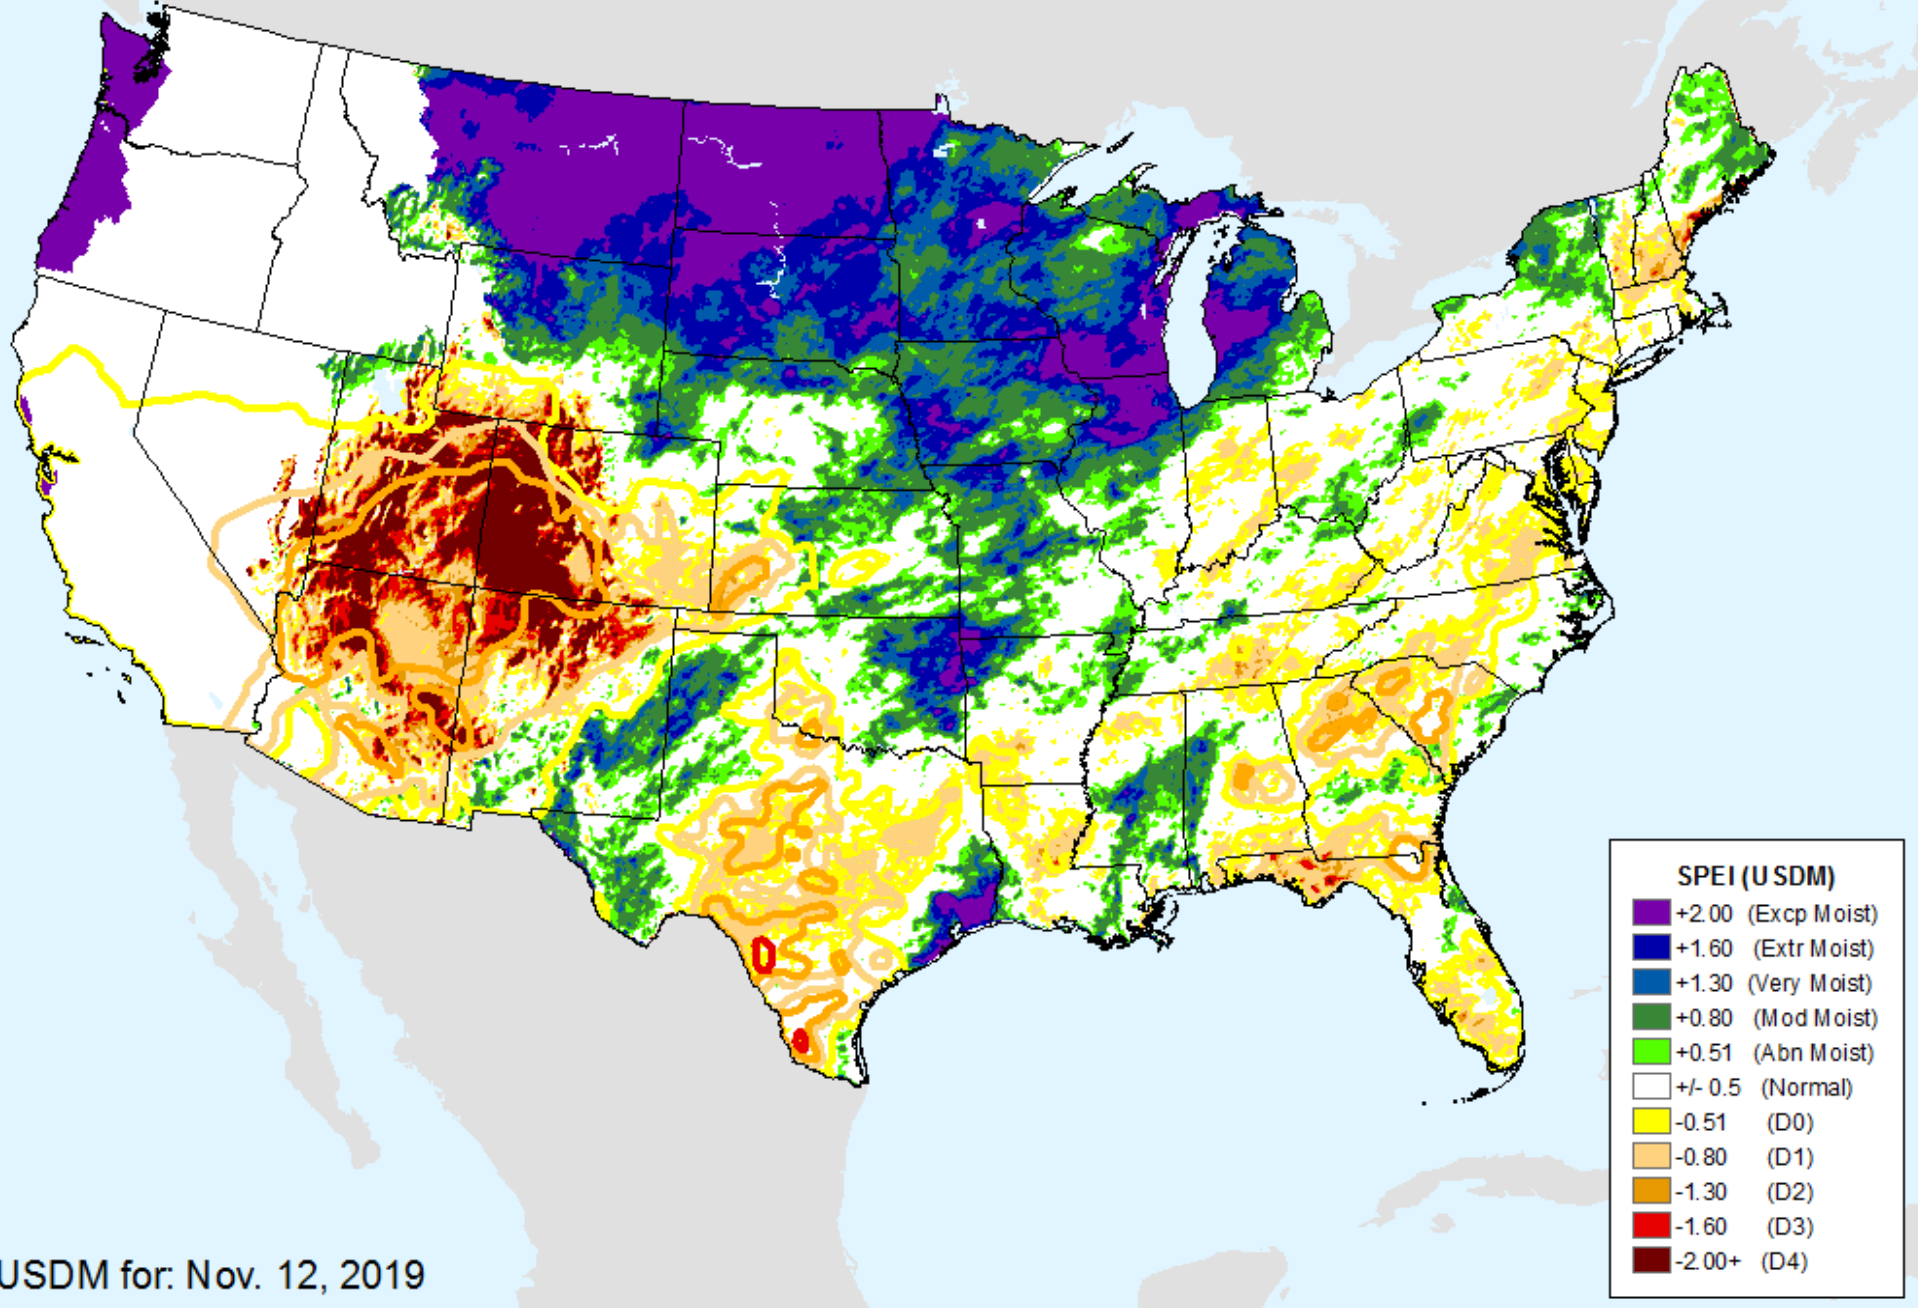 SPEI (USDM)
+2.00 (Excp Moist)
+1.60 (Extr Moist)
+1.30 (Very Moist)
+0.80 (Mod Moist)
+0.51 (Abn Moist)
+/- 0.5 (Normal)
-0.51 (D0)
-0.80 (D1)
-1.30 (D2)
-1.60 (D3)
-2.00+ (D4)
USDM for: Nov. 12, 2019